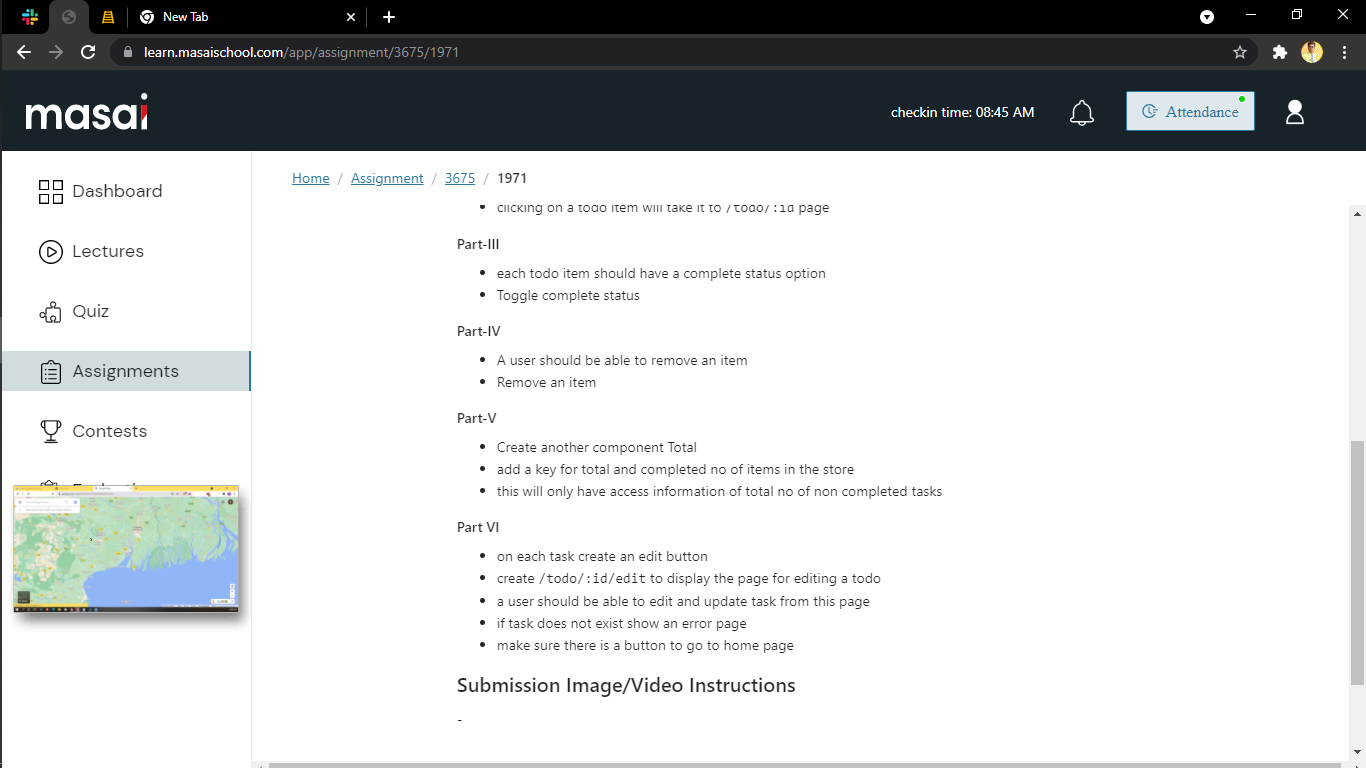 New Tab
learn.masaischool.com/app/assignment/3675/1971
masai
checkin time: 08:45 AM
Attendance
Dashboard
Lectures
Quiz
Assignments
Contests
Home / Assignment / 3675 / 1971
clicking on a todo item will take it to /todo/:id page
Part-III
each todo item should have a complete status option
Toggle complete status
Part-IV
A user should be able to remove an item
Remove an item
Part-V
Create another component Total
add a key for total and completed no of items in the store
this will only have access information of total no of non completed tasks
Part VI
on each task create an edit button
create /todo/:id/edit to display the page for editing a todo
a user should be able to edit and update task from this page
if task does not exist show an error page
make sure there is a button to go to home page
Submission Image/Video Instructions
-